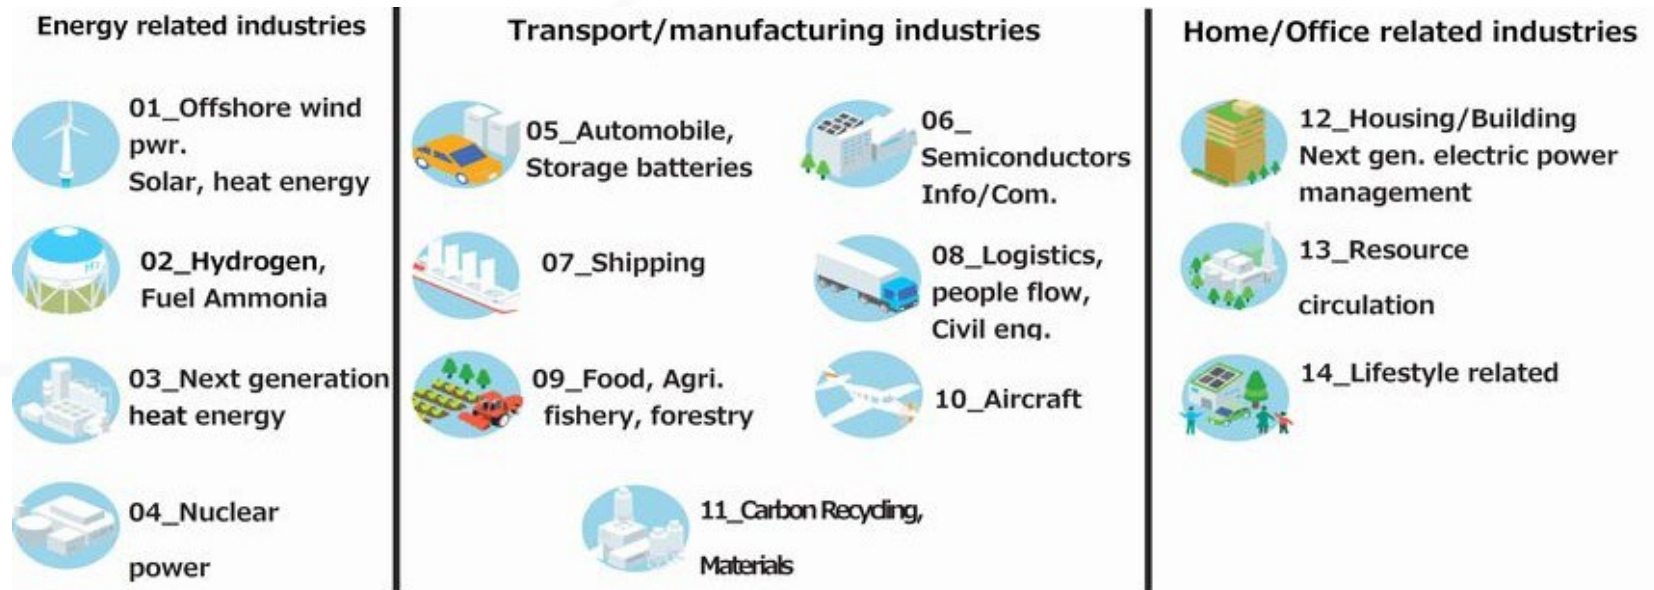 Energy related industries
01_Offshore wind
pwr.
Solar, heat energy
02_Hydrogen,
Fuel Ammonia
03_Next generation
heat energy
04_Nuclear
power
Transport/manufacturing industries
05_Automobile,
Storage batteries
06_
Semiconductors
Info/Com.
07_Shipping
08_Logistics,
people flow,
Civil eng.
09_Food, Agri.
fishery, forestry
10_Aircraft
11_Carbon Recycling,
Materials
Home/Office related industries
12_Housing/Building
Next gen. electric power
management
13_Resource
circulation
14_Lifestyle related